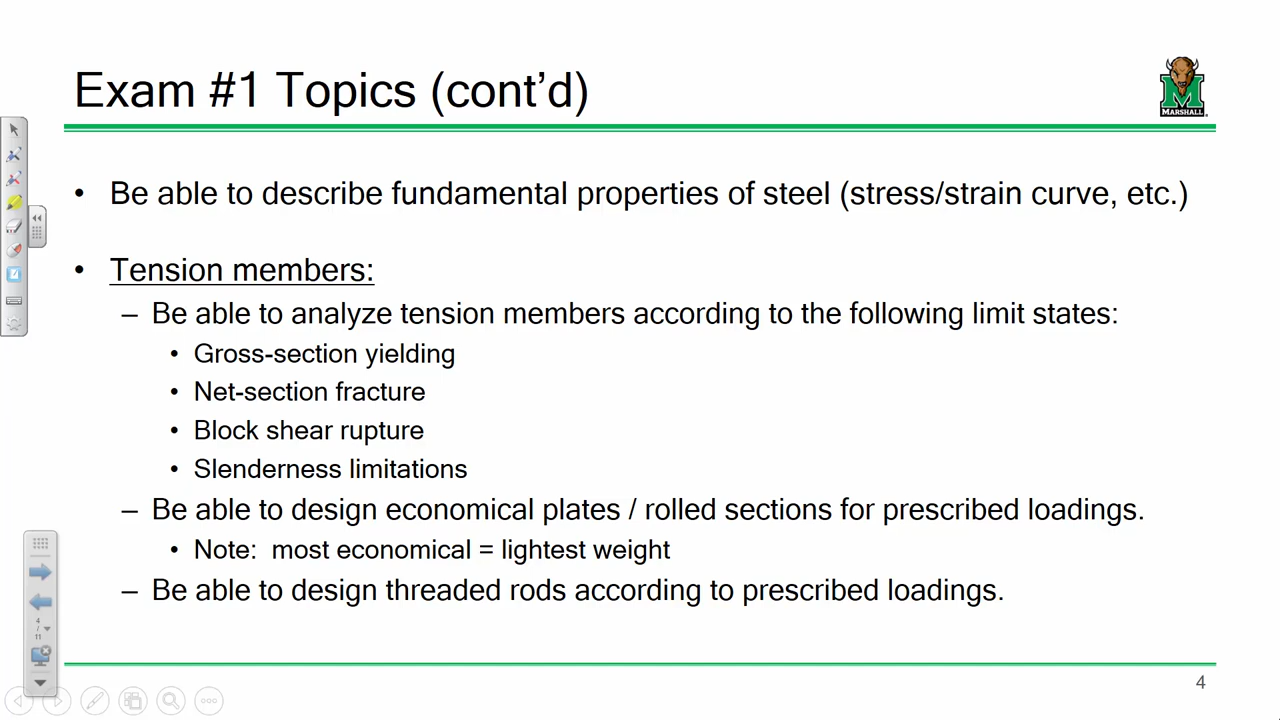 Exam #1 Topics (cont’d)
MARSHALL
• Be able to describe fundamental properties of steel (stress/strain curve, etc.)
• Tension members:
– Be able to analyze tension members according to the following limit states:
• Gross-section yielding
• Net-section fracture
• Block shear rupture
• Slenderness limitations
– Be able to design economical plates / rolled sections for prescribed loadings.
• Note:  most economical = lightest weight
– Be able to design threaded rods according to prescribed loadings.
4
/
11
4